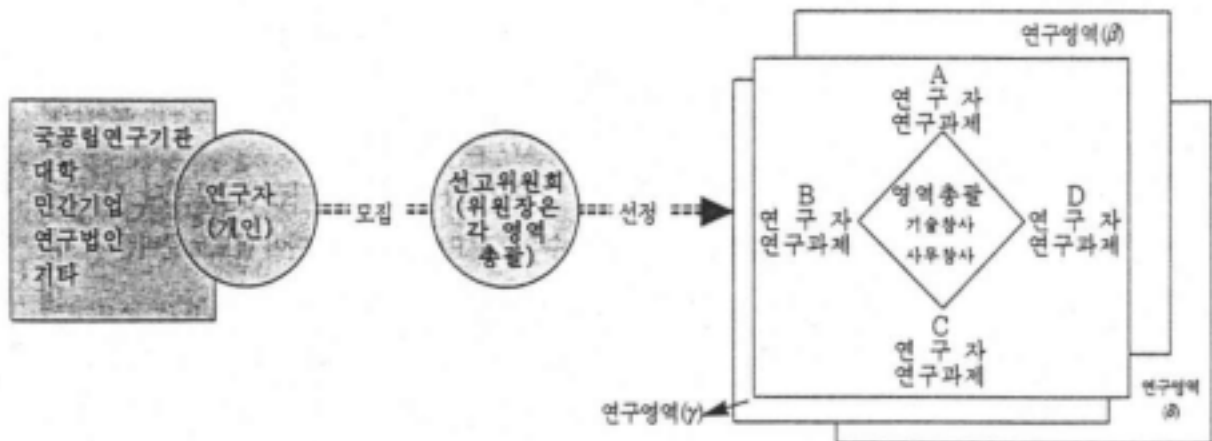 국공립연구기관
대학
민간기업
연구법인
기타
연구자
(개인)
모집
선고위원회
(위원장은
각 영역
총괄)
선정
연구영역(β)
A
연 구 자
연구과제
B
연 구 자
연구과제
영역총괄
기술참사
사무참사
D
연 구 자
연구과제
C
연 구 자
연구과제
연구영역(γ)
연구영역